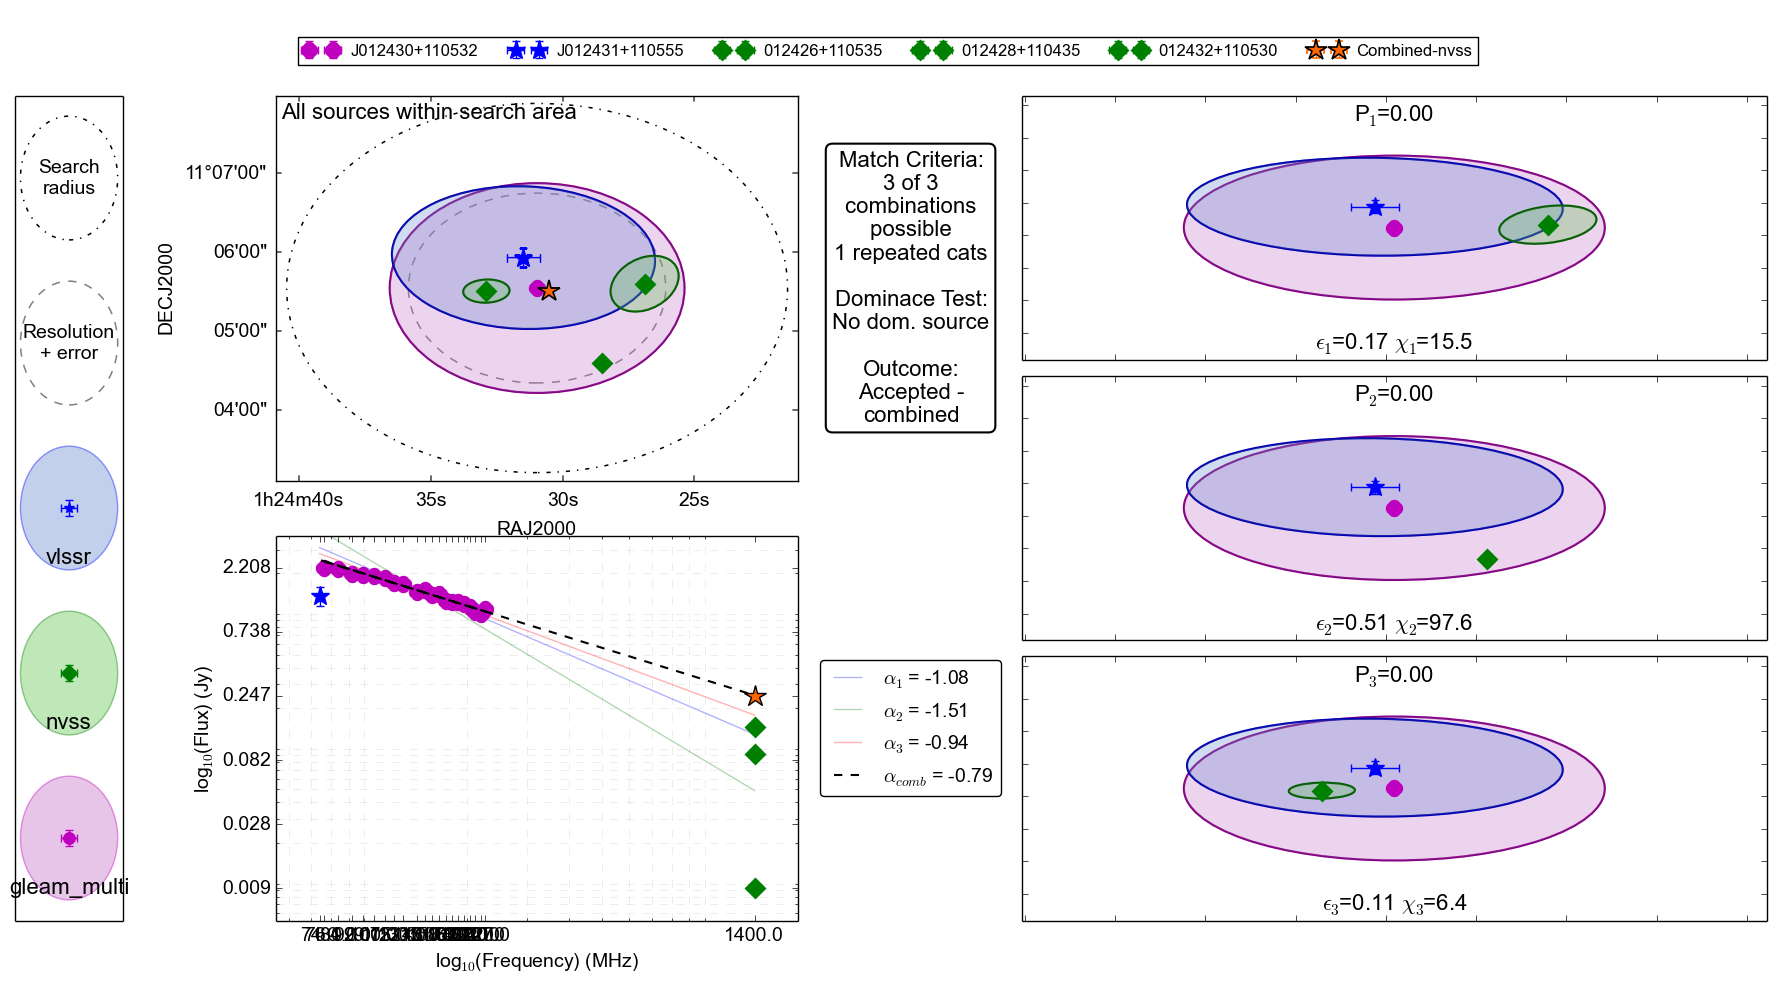 J012430+110532 J012431+110555 012426+110535 012428+110435 012432+110530 Combined-nvss
Search
radius
Resolution
+ error
vlssr
nvss
gleam_multi
All sources within search area
DECJ2000
11°07'00"
06'00"
05'00"
04'00"
1h24m40s 35s 30s 25s
RAJ2000
Match Criteria:
3 of 3
combinations
possible
1 repeated cats
Dominace Test:
No dom. source
Outcome:
Accepted -
combined
log10(Flux) (Jy)
2.208
0.738
0.247
0.082
0.028
0.009
1400.0
log10(Frequency) (MHz)
α1 = -1.08
α2 = -1.51
α3 = -0.94
αcomb = -0.79
P1=0.00
ϵ1=0.17 χ1=15.5
P2=0.00
ϵ2=0.51 χ2=97.6
P3=0.00
ϵ3=0.11 χ3=6.4